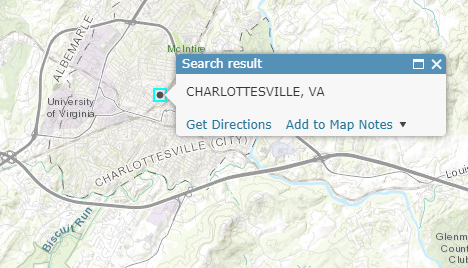 ALBEMARLE
McIntire
Search result
CHARLOTTESVILLE, VA
Get Directions Add to Map Notes
University
of Virginia
CHARLOTTESVILLE (CITY)
Biscuit Run
Loui
Glenm
Count
Club